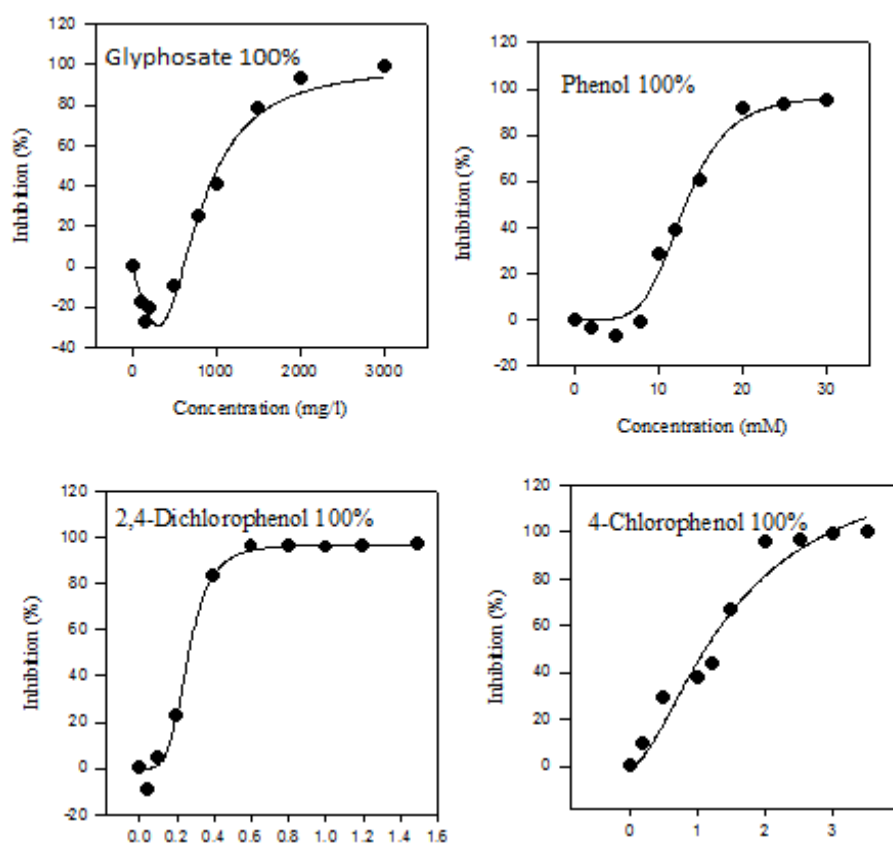 Glyphosate 100%
120
100
80
60
40
20
0
-20
-40
Inhibition (%)
0 1000 2000 3000
Concentration (mg/l)
Phenol 100%
120
100
80
60
40
20
0
-20
Inhibition (%)
0 10 20 30
Concentration (mM)
2,4-Dichlorophenol 100%
120
100
80
60
40
20
0
-20
Inhibition (%)
0.0 0.2 0.4 0.6 0.8 1.0 1.2 1.4 1.6
4-Chlorophenol 100%
120
100
80
60
40
20
0
Inhibition (%)
0 1 2 3